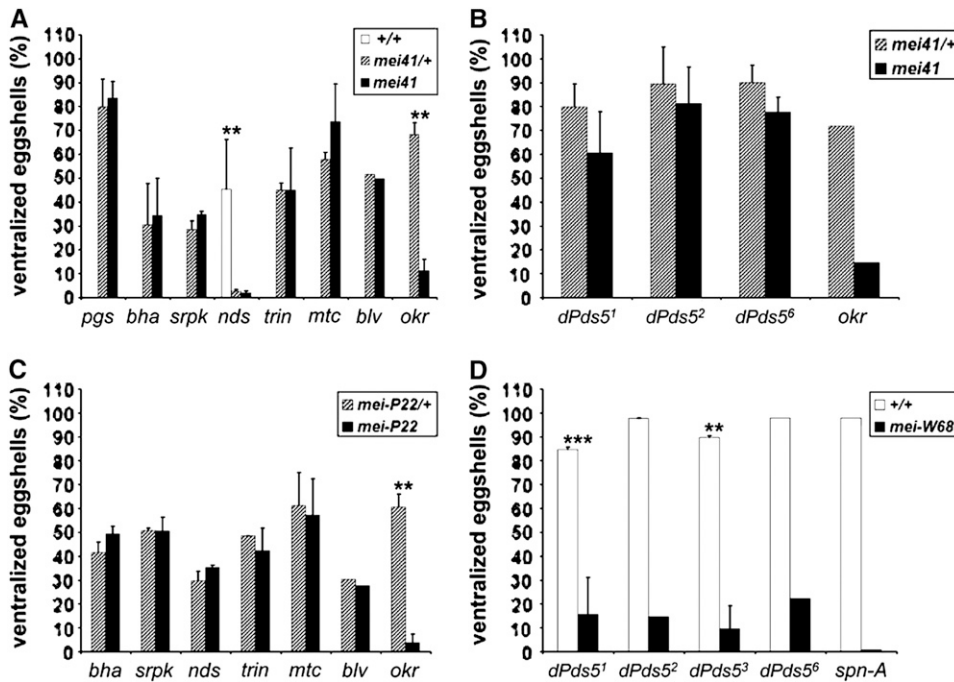 A
ventralized eggshells (%)
110
100
90
80
70
60
50
40
30
20
10
0
+/+
mei41/+
mei41
**
**
pgs bha srpk nds trin mtc blv okr
B
ventralized eggshells (%)
110
100
90
80
70
60
50
40
30
20
10
0
mei41/+
mei41
dPds5¹ dPds5² dPds5⁶ okr
C
ventralized eggshells (%)
110
100
90
80
70
60
50
40
30
20
10
0
mei-P22/+
mei-P22
**
bha srpk nds trin mtc blv okr
D
ventralized eggshells (%)
110
100
90
80
70
60
50
40
30
20
10
0
+/+
mei-W68
***
**
dPds5¹ dPds5² dPds5³ dPds5⁶ spn-A